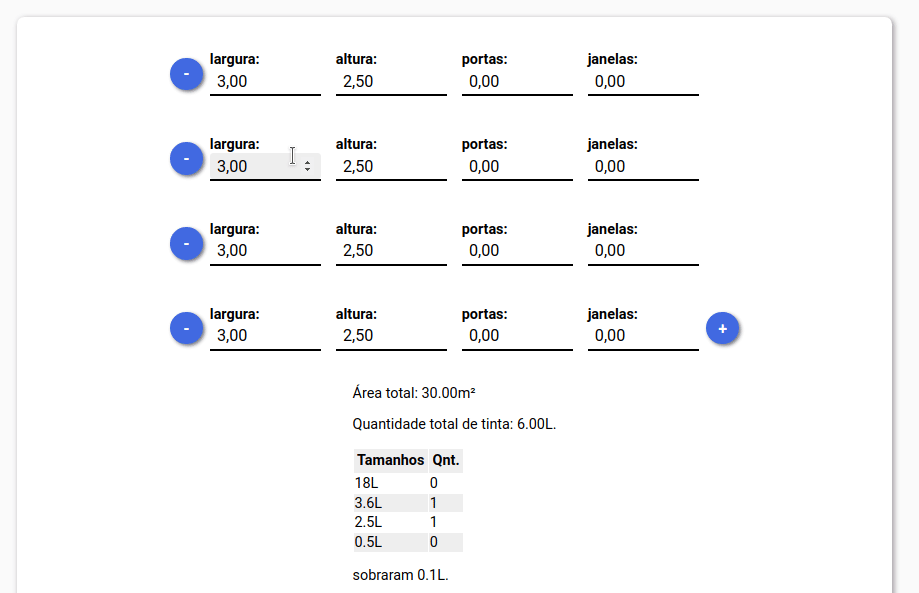 largura: altura: portas: janelas:
- 3,00 2,50 0,00 0,00
largura: altura: portas: janelas:
- 3,00 2,50 0,00 0,00
largura: altura: portas: janelas:
- 3,00 2,50 0,00 0,00
largura: altura: portas: janelas:
- 3,00 2,50 0,00 0,00 +
Área total: 30.00m²
Quantidade total de tinta: 6.00L.
Tamanhos Qnt.
18L 0
3.6L 1
2.5L 1
0.5L 0
sobraram 0.1L.